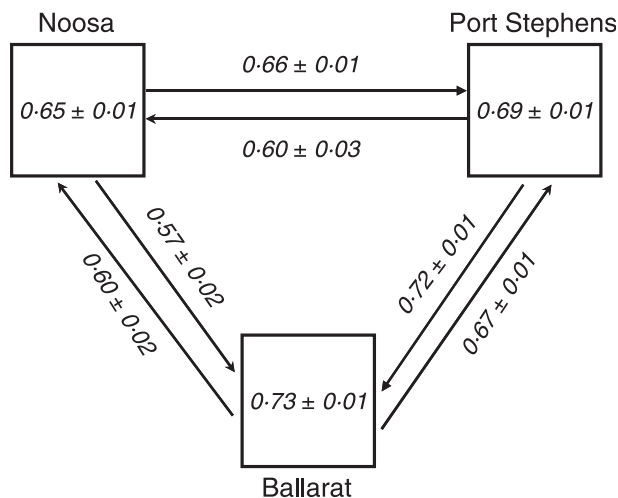 Noosa
Port Stephens
0·66 ± 0·01
0·65 ± 0·01
0·69 ± 0·01
0·60 ± 0·03
0·57 ± 0·02
0·60 ± 0·02
0·72 ± 0·01
0·67 ± 0·01
0·73 ± 0·01
Ballarat